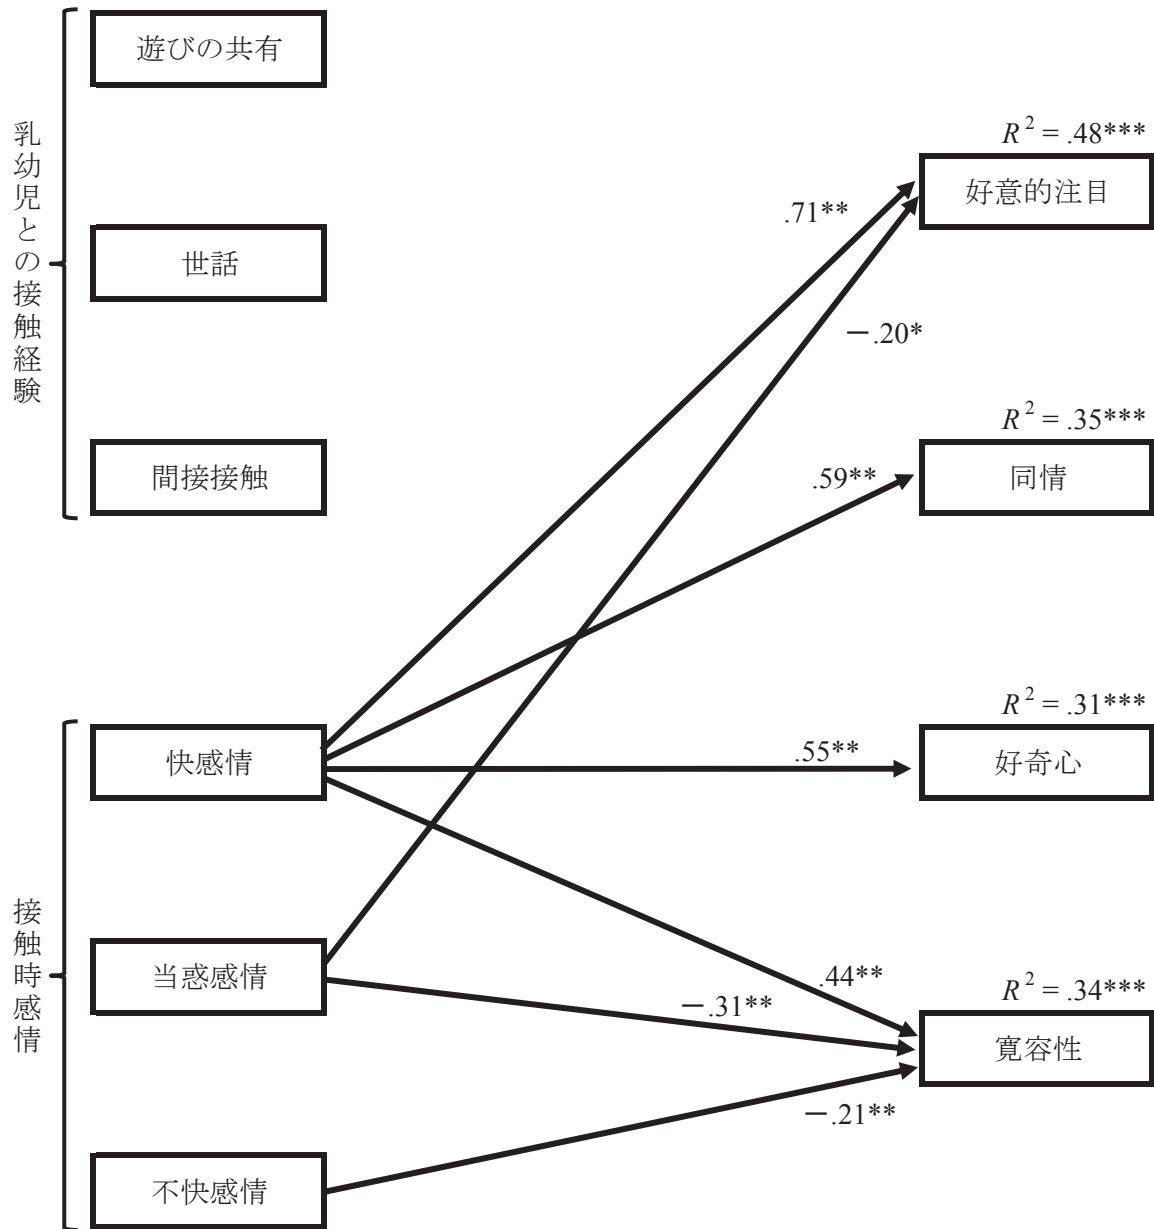 乳幼児との接触経験
遊びの共有
世話
間接接触
接触時感情
快感情
当惑感情
不快感情
.71**
－.20*
.59**
.55**
.44**
－.31**
－.21**
R² = .48***
好意的注目
R² = .35***
同情
R² = .31***
好奇心
R² = .34***
寛容性